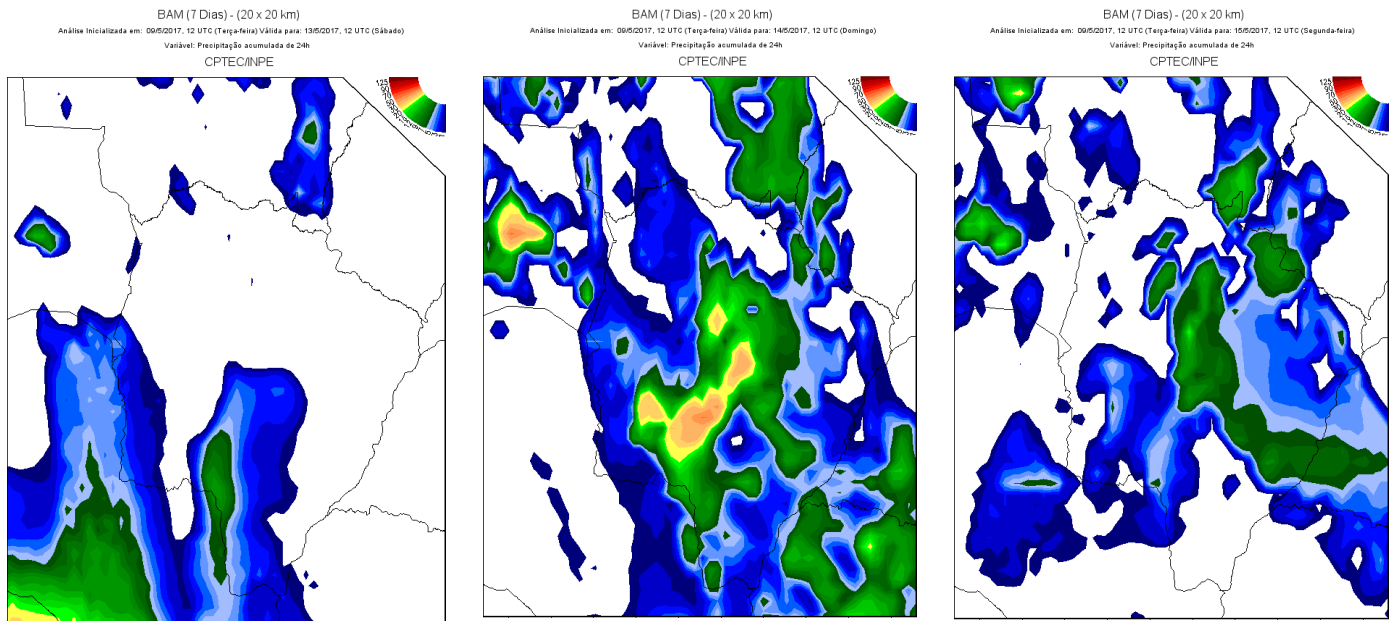 BAM (7 Dias) - (20 x 20 km)
Análise Inicializada em: 09/5/2017, 12 UTC (Terça-feira) Válida para: 13/5/2017, 12 UTC (Sábado)
Variável: Precipitação acumulada de 24h
CPTEC/INPE
BAM (7 Dias) - (20 x 20 km)
Análise Inicializada em: 09/5/2017, 12 UTC (Terça-feira) Válida para: 14/5/2017, 12 UTC (Domingo)
Variável: Precipitação acumulada de 24h
CPTEC/INPE
BAM (7 Dias) - (20 x 20 km)
Análise Inicializada em: 09/5/2017, 12 UTC (Terça-feira) Válida para: 15/5/2017, 12 UTC (Segunda-feira)
Variável: Precipitação acumulada de 24h
CPTEC/INPE